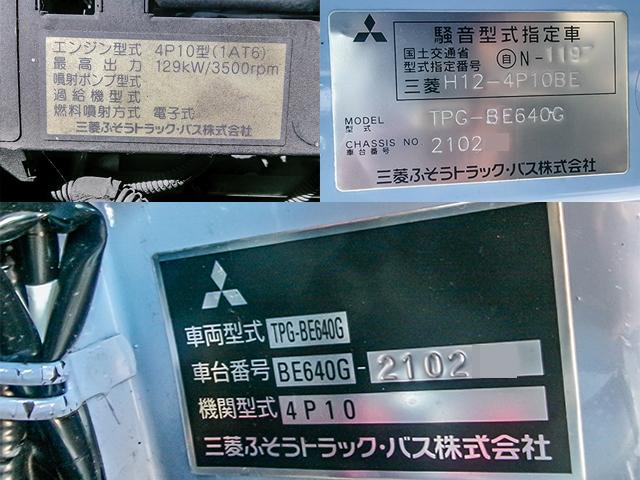 エンジン型式 4P10型(1AT6)
最高出力 129kW/3500rpm
噴射ポンプ型式
過給機型式
燃料噴射方式 電子式
三菱ふそうトラック・バス株式会社
騒音型式指定車
国土交通省
型式指定番号 自N-1197
三菱 H12-4P10BE
MODEL TPG-BE640G
型式
CHASSIS NO. 2102
車台番号
三菱ふそうトラック・バス株式会社
車両型式 TPG-BE640G
車台番号 BE640G-2102
機関型式 4P10
三菱ふそうトラック・バス株式会社